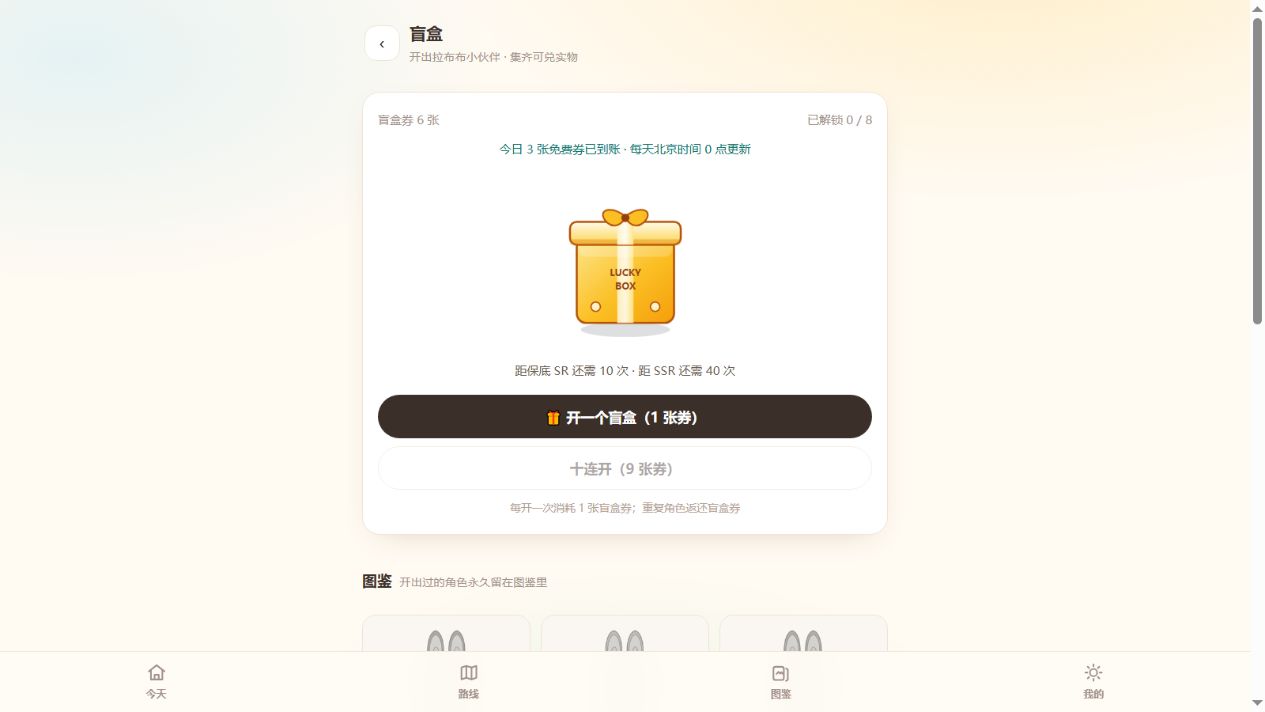 ‹
盲盒
开出拉布布小伙伴 · 集齐可兑实物
盲盒券 6 张
已解锁 0 / 8
今日 3 张免费券已到账 · 每天北京时间 0 点更新
LUCKY
BOX
距保底 SR 还需 10 次 · 距 SSR 还需 40 次
开一个盲盒（1 张券）
十连开（9 张券）
每开一次消耗 1 张盲盒券；重复角色返还盲盒券
图鉴 开出过的角色永久留在图鉴里
今天
路线
图鉴
我的